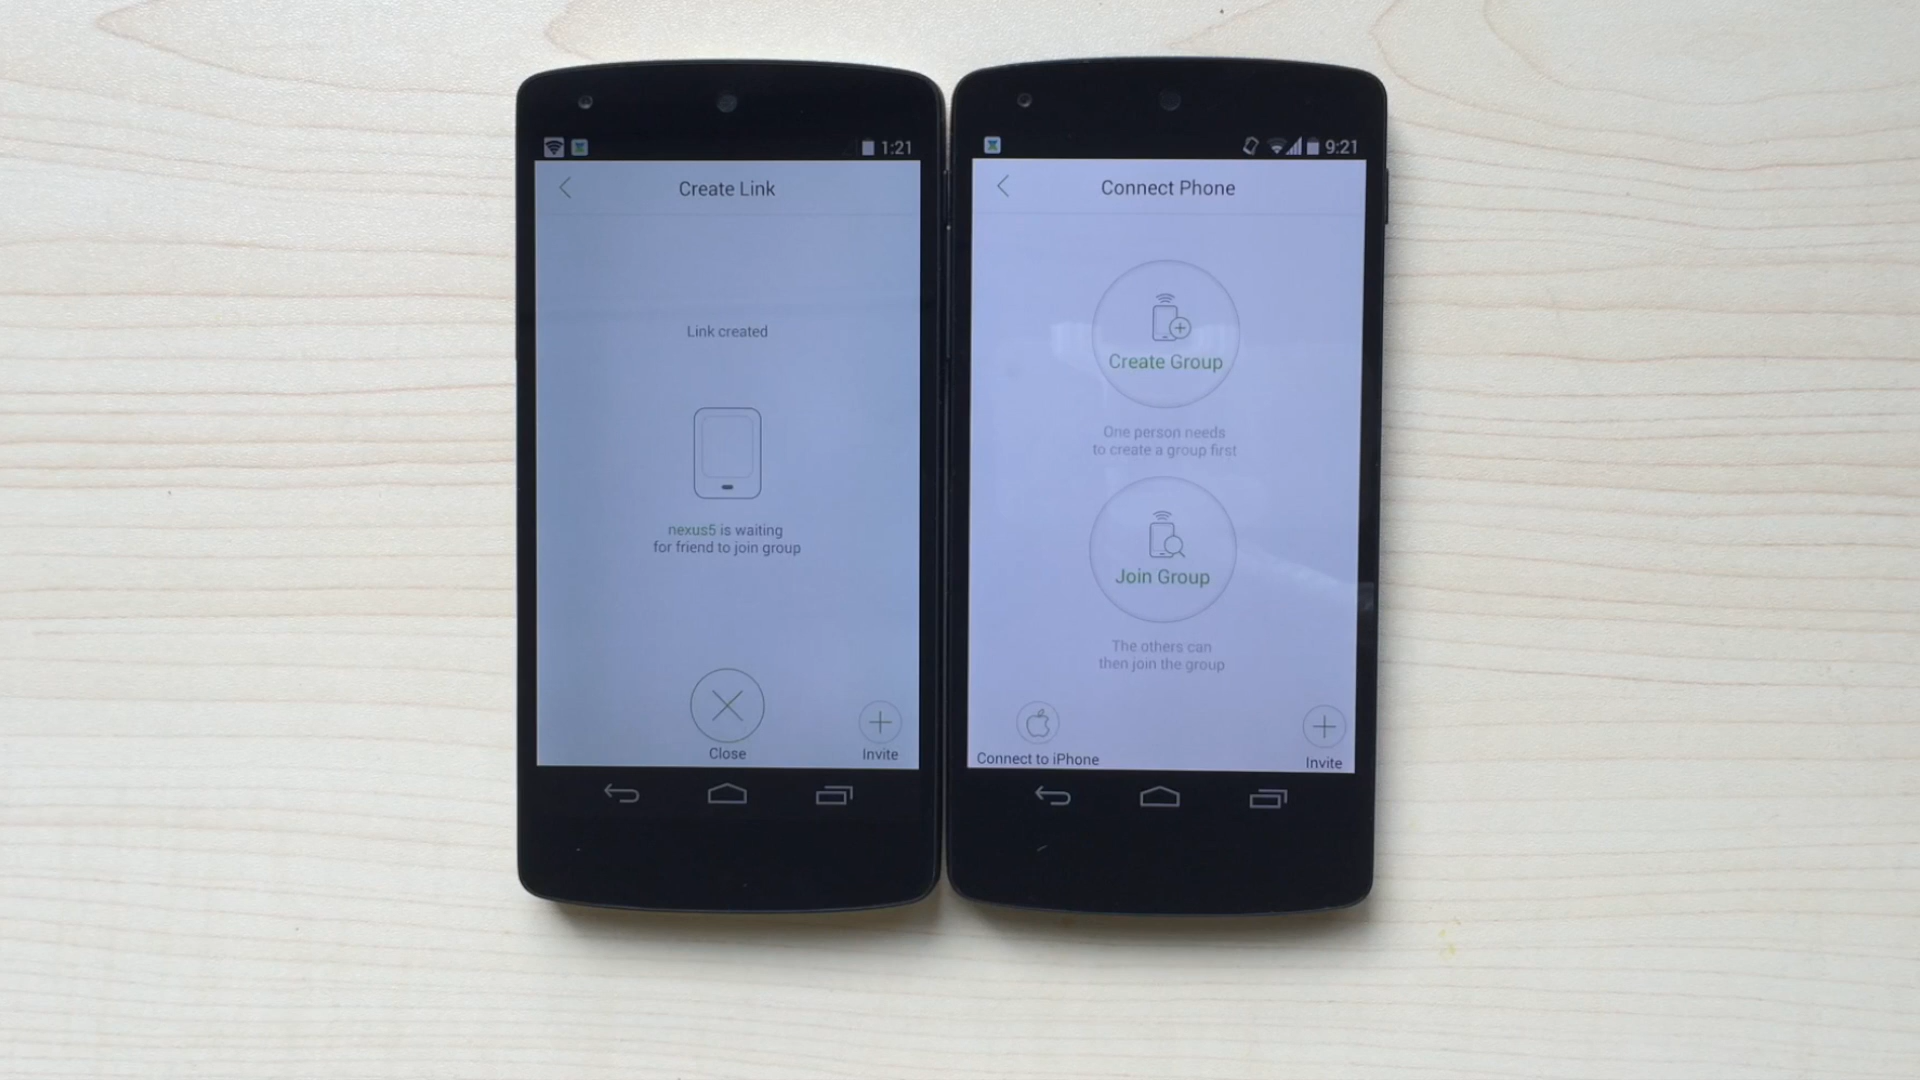 1:21
Create Link
Link created
nexus5 is waiting
for friend to join group
Close
Invite
9:21
Connect Phone
Create Group
One person needs
to create a group first
Join Group
The others can
then join the group
Connect to iPhone
Invite